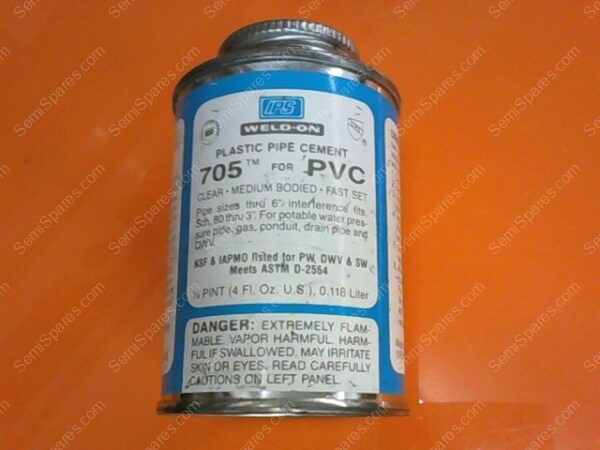 IPS
WELD-ON
PLASTIC PIPE CEMENT
705™ FOR PVC
CLEAR • MEDIUM BODIED • FAST SET
Pipe sizes thru 6" interference fits,
Sch. 80 thru 3". For potable water pres-
sure pipe, gas, conduit, drain pipe and
DWV.
NSF & IAPMO listed for PW, DWV & SW
Meets ASTM D-2564
¼ PINT (4 Fl. Oz. U.S.), 0.118 Liter
DANGER: EXTREMELY FLAM-
MABLE, VAPOR HARMFUL. HARM-
FUL IF SWALLOWED. MAY IRRITATE
SKIN OR EYES. READ CAREFULLY
CAUTIONS ON LEFT PANEL.
SemiSpares.com